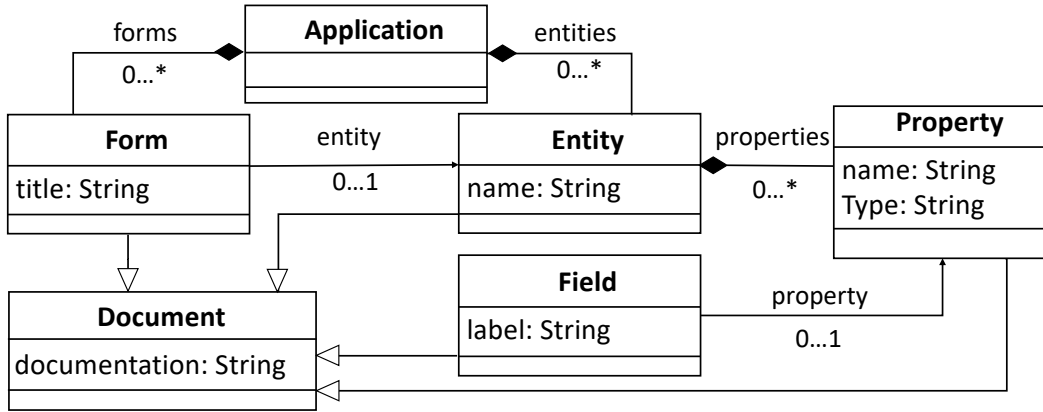 forms
Application
entities
0...*
0...*
Form
title: String
entity
0...1
Entity
name: String
properties
0...*
Property
name: String
Type: String
Document
documentation: String
Field
label: String
property
0...1